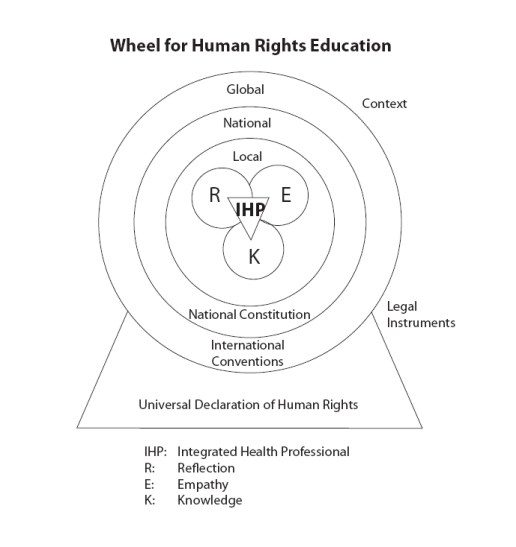 Wheel for Human Rights Education
Global
Context
National
Local
R
E
IHP
K
National Constitution
Legal
Instruments
International
Conventions
Universal Declaration of Human Rights
IHP: Integrated Health Professional
R: Reflection
E: Empathy
K: Knowledge